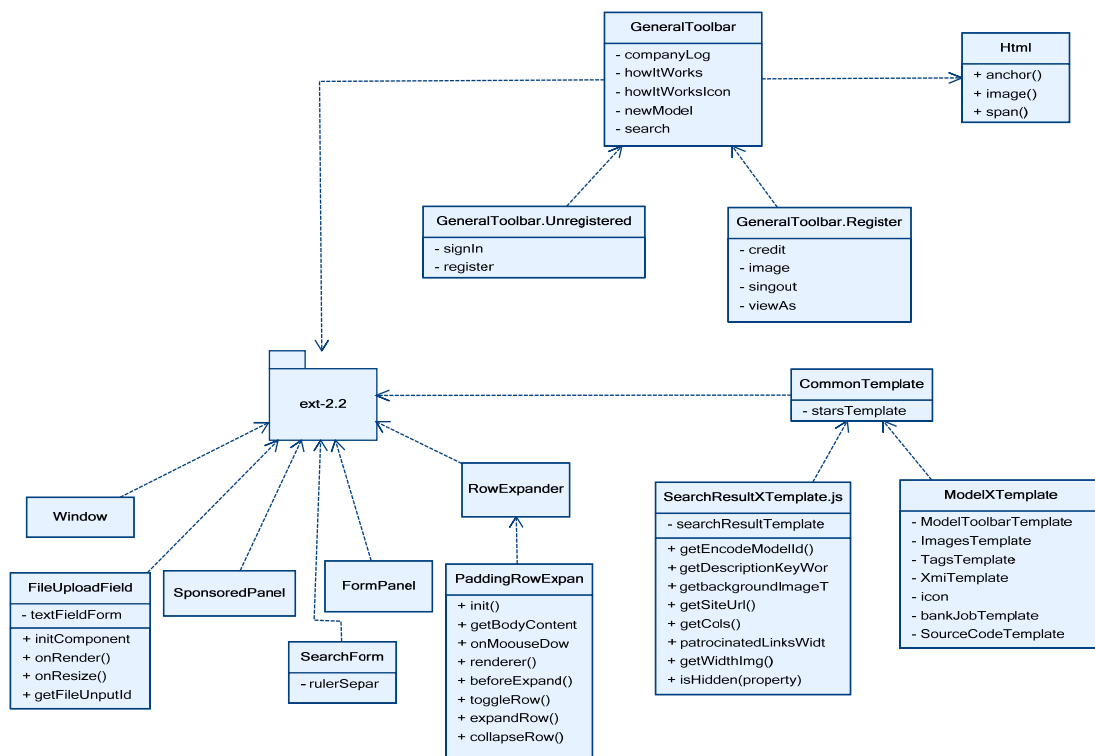 GeneralToolbar
- companyLog
- howItWorks
- howItWorksIcon
- newModel
- search
Html
+ anchor()
+ image()
+ span()
GeneralToolbar.Unregistered
- signIn
- register
GeneralToolbar.Register
- credit
- image
- singout
- viewAs
ext-2.2
CommonTemplate
- starsTemplate
Window
RowExpander
SearchResultXTemplate.js
- searchResultTemplate
+ getEncodeModelId()
+ getDescriptionKeyWor
+ getbackgroundImageT
+ getSiteUrl()
+ getCols()
+ patrocinatedLinksWidt
+ getWidthImg()
+ isHidden(property)
ModelXTemplate
- ModelToolbarTemplate
- ImagesTemplate
- TagsTemplate
- XmiTemplate
- icon
- bankJobTemplate
- SourceCodeTemplate
FileUploadField
- textFieldForm
+ initComponent
+ onRender()
+ onResize()
+ getFileUnputId
SponsoredPanel
FormPanel
SearchForm
- rulerSepar
PaddingRowExpan
+ init()
+ getBodyContent
+ onMoouseDow
+ renderer()
+ beforeExpand()
+ toggleRow()
+ expandRow()
+ collapseRow()